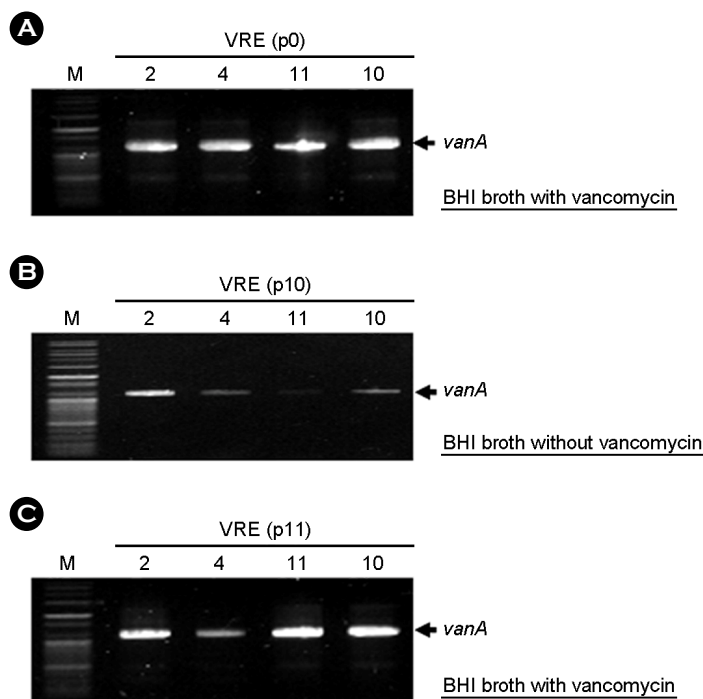 A
VRE (p0)
M 2 4 11 10
vanA
BHI broth with vancomycin
B
VRE (p10)
M 2 4 11 10
vanA
BHI broth without vancomycin
C
VRE (p11)
M 2 4 11 10
vanA
BHI broth with vancomycin